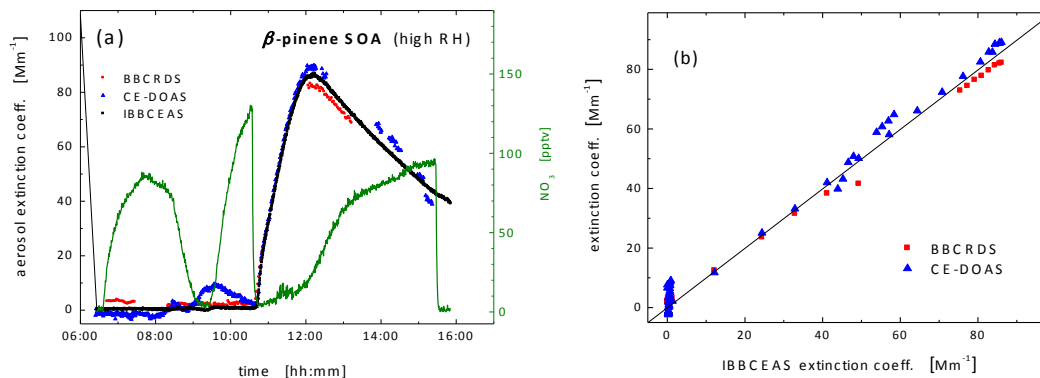 (a)
β-pinene SOA (high RH)
BBCRDS
CE-DOAS
IBBCEAS
aerosol extinction coeff. [Mm⁻¹]
100
80
60
40
20
0
06:00 08:00 10:00 12:00 14:00 16:00
time [hh:mm]
NO₃ [pptv]
150
100
50
0
(b)
extinction coeff. [Mm⁻¹]
80
60
40
20
0
BBCRDS
CE-DOAS
0 20 40 60 80
IBBCEAS extinction coeff. [Mm⁻¹]